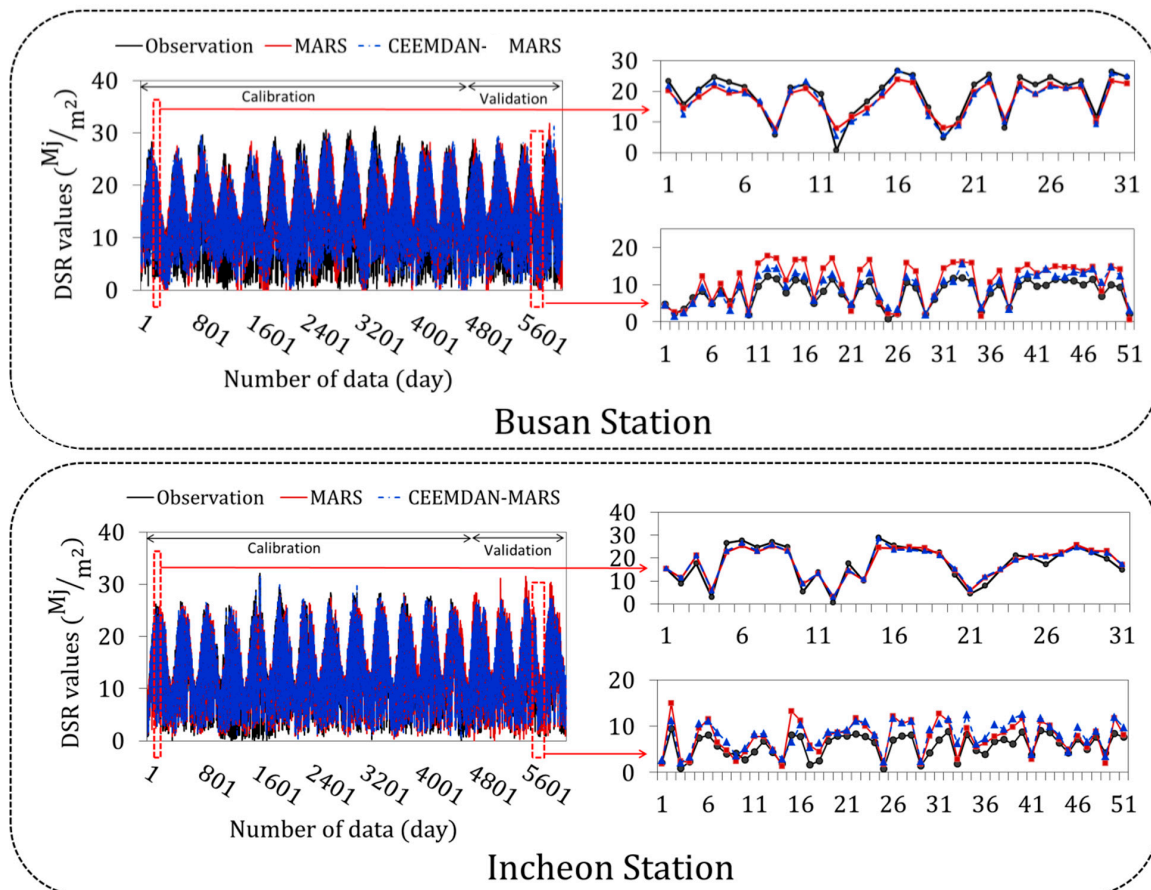 Observation MARS CEEMDAN- MARS
40
30
20
10
0
DSR values (Mj/m2)
Calibration
Validation
1 801 1601 2401 3201 4001 4801 5601
Number of data (day)
30
20
10
0
1 6 11 16 21 26 31
20
10
0
1 6 11 16 21 26 31 36 41 46 51
Busan Station
Observation MARS CEEMDAN-MARS
40
30
20
10
0
DSR values (Mj/m2)
Calibration
Validation
1 801 1601 2401 3201 4001 4801 5601
Number of data (day)
40
30
20
10
0
1 6 11 16 21 26 31
20
10
0
1 6 11 16 21 26 31 36 41 46 51
Incheon Station